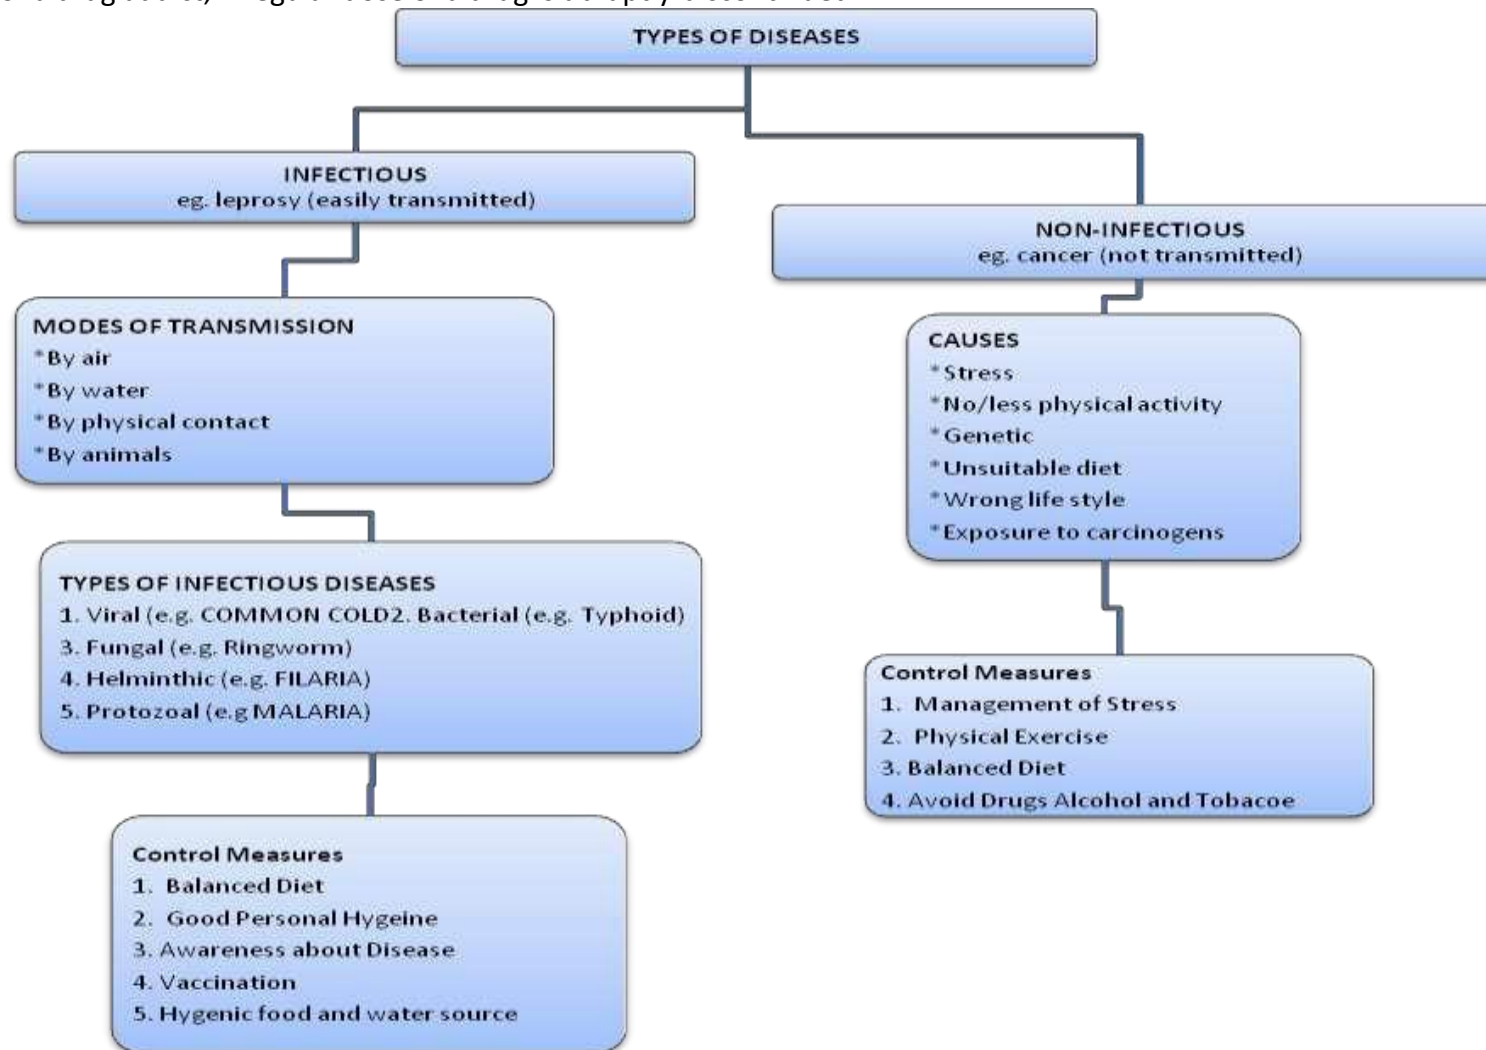 TYPES OF DISEASES
INFECTIOUS
eg. leprosy (easily transmitted)
NON-INFECTIOUS
eg. cancer (not transmitted)
MODES OF TRANSMISSION
*By air
*By water
*By physical contact
*By animals
CAUSES
*Stress
*No/less physical activity
*Genetic
*Unsuitable diet
*Wrong life style
*Exposure to carcinogens
TYPES OF INFECTIOUS DISEASES
1. Viral (e.g. COMMON COLD2. Bacterial (e.g. Typhoid)
3. Fungal (e.g. Ringworm)
4. Helminthic (e.g. FILARIA)
5. Protozoal (e.g MALARIA)
Control Measures
1. Management of Stress
2. Physical Exercise
3. Balanced Diet
4. Avoid Drugs Alcohol and Tobacoe
Control Measures
1. Balanced Diet
2. Good Personal Hygeine
3. Awareness about Disease
4. Vaccination
5. Hygenic food and water source